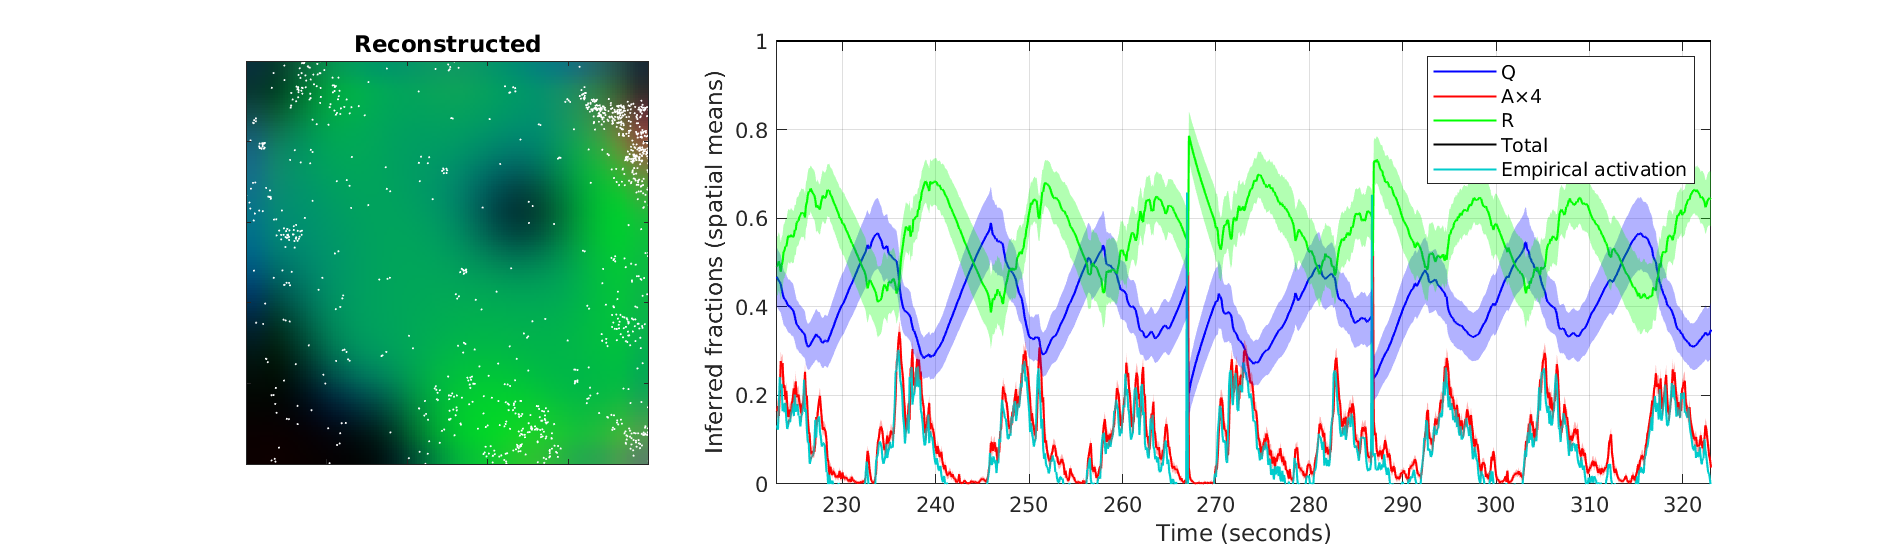 Reconstructed
Inferred fractions (spatial means)
1
0.8
0.6
0.4
0.2
0
Q
A×4
R
Total
Empirical activation
230 240 250 260 270 280 290 300 310 320
Time (seconds)